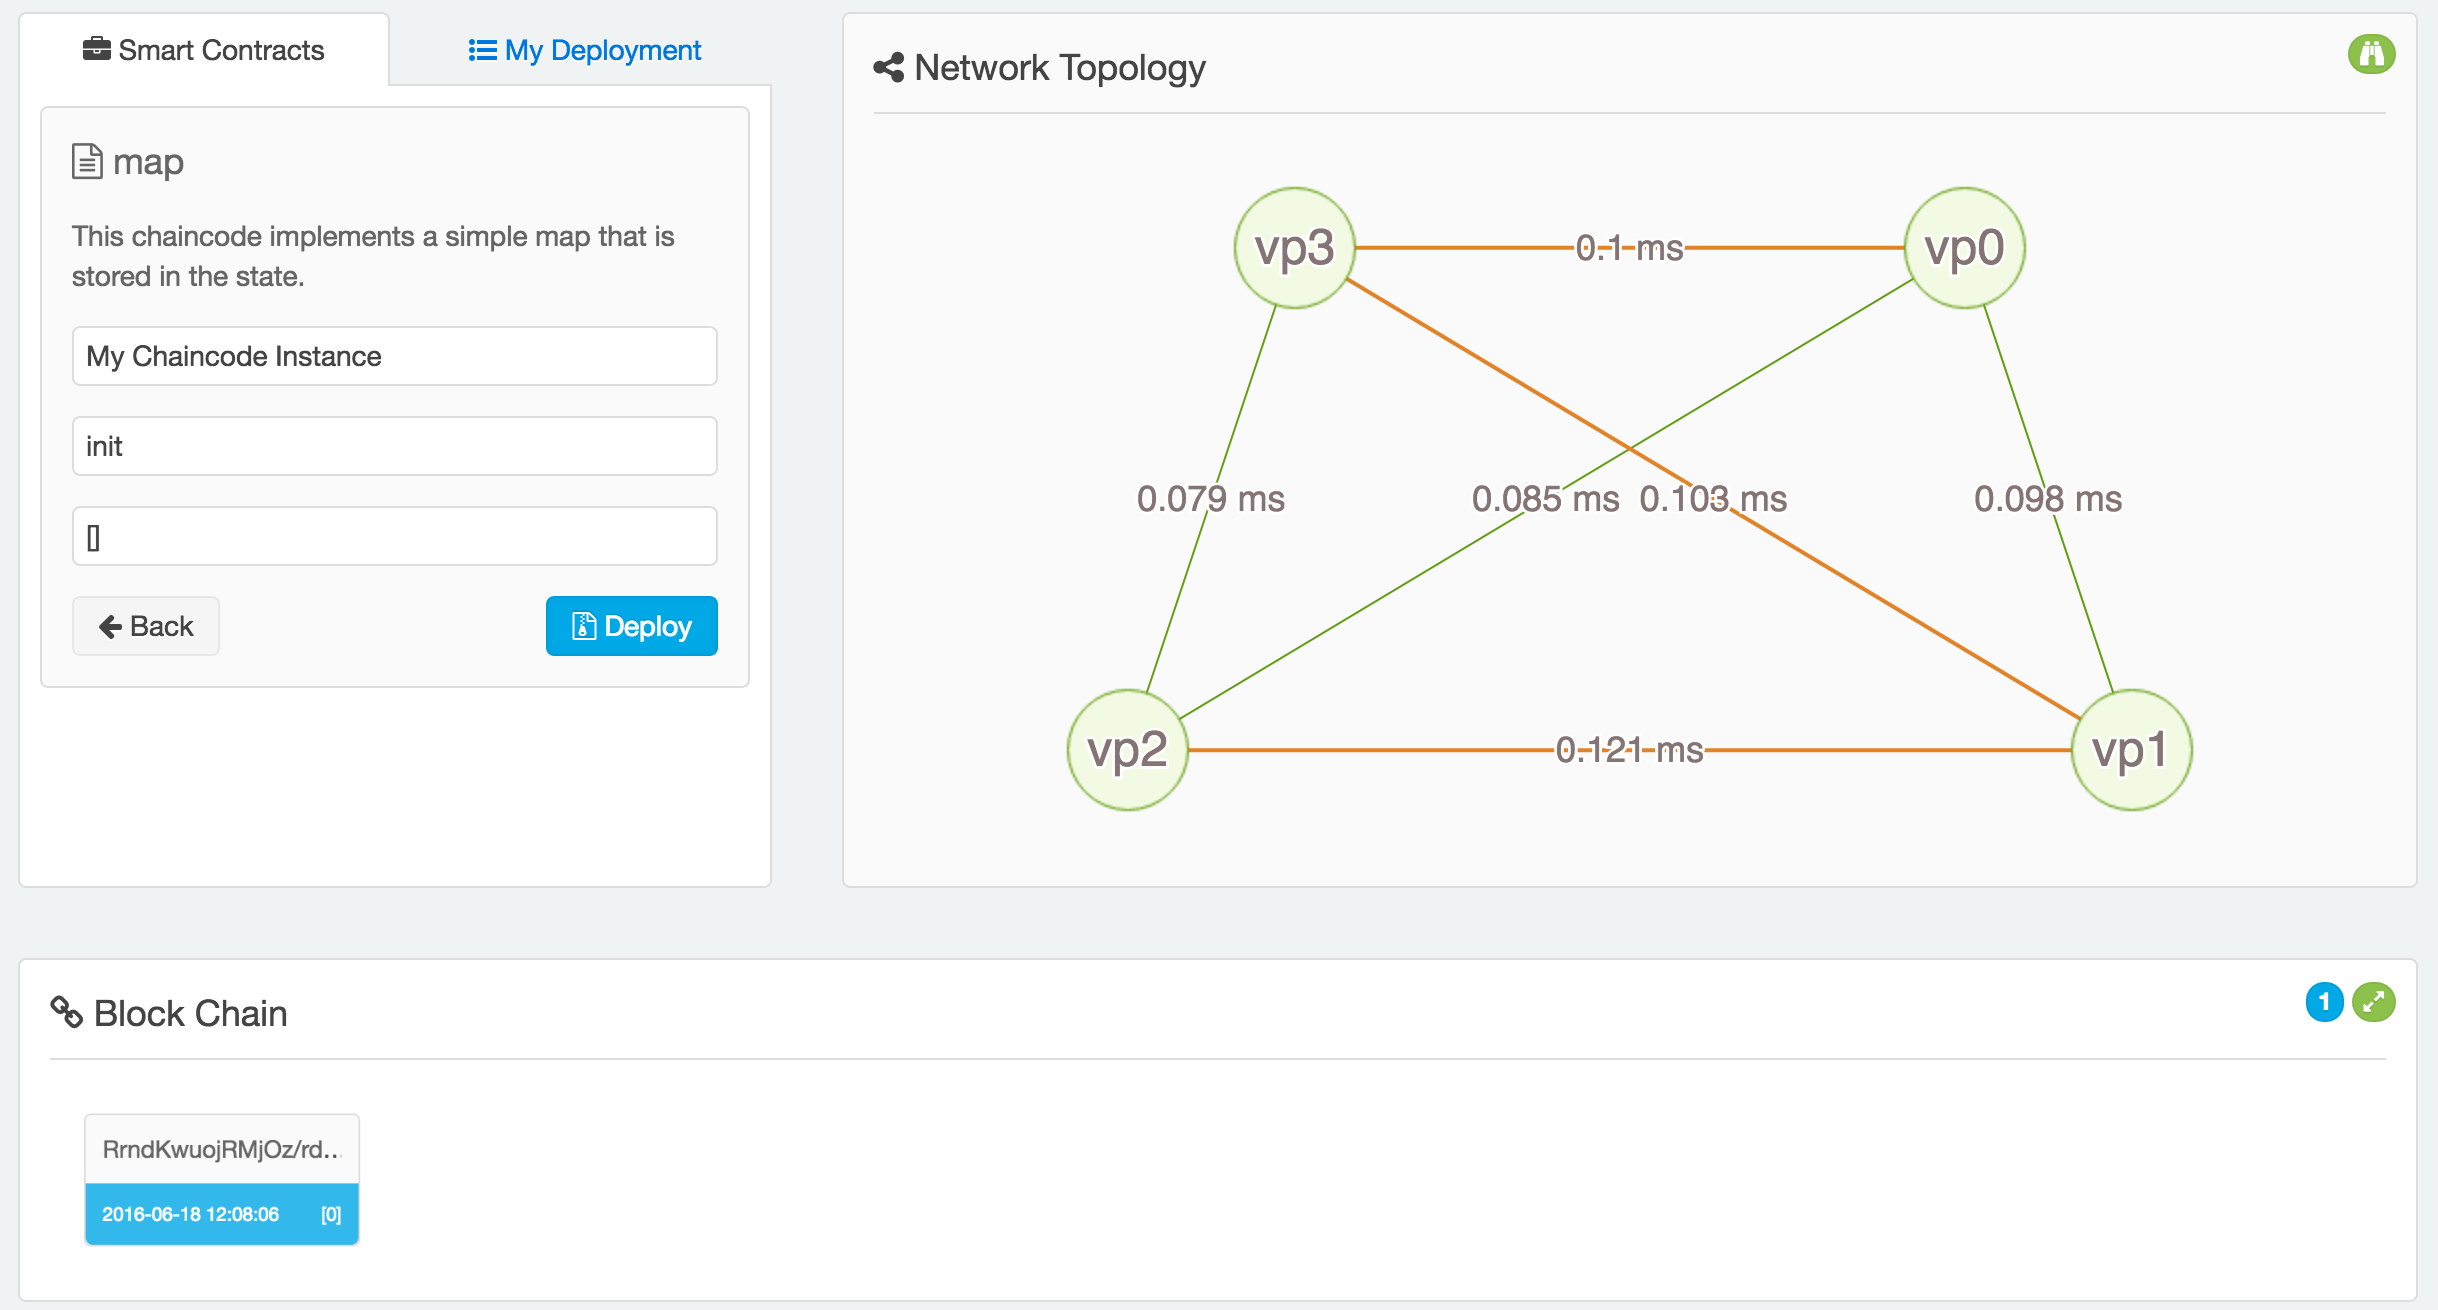 Smart Contracts
My Deployment
map
This chaincode implements a simple map that is
stored in the state.
My Chaincode Instance
init
[]
Back
Deploy
Network Topology
vp3
0.1 ms
vp0
0.079 ms
0.085 ms
0.103 ms
0.098 ms
vp2
0.121 ms
vp1
Block Chain
1
RrndKwuojRMjOz/rd...
2016-06-18 12:08:06 [0]